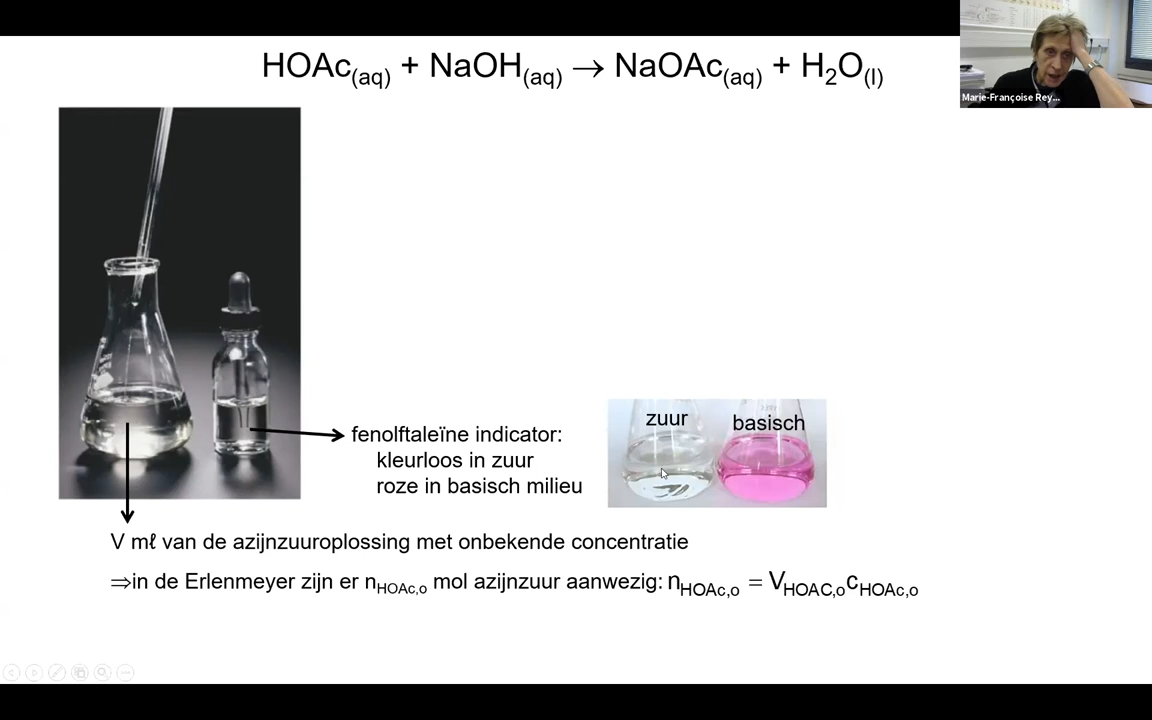 HOAc(aq) + NaOH(aq) → NaOAc(aq) + H2O(l)
Marie-Françoise Rey...
zuur
basisch
fenolftaleïne indicator:
kleurloos in zuur
roze in basisch milieu
V mℓ van de azijnzuuroplossing met onbekende concentratie
⇒in de Erlenmeyer zijn er nHOAc,o mol azijnzuur aanwezig: nHOAc,o = VHOAC,ocHOAc,o